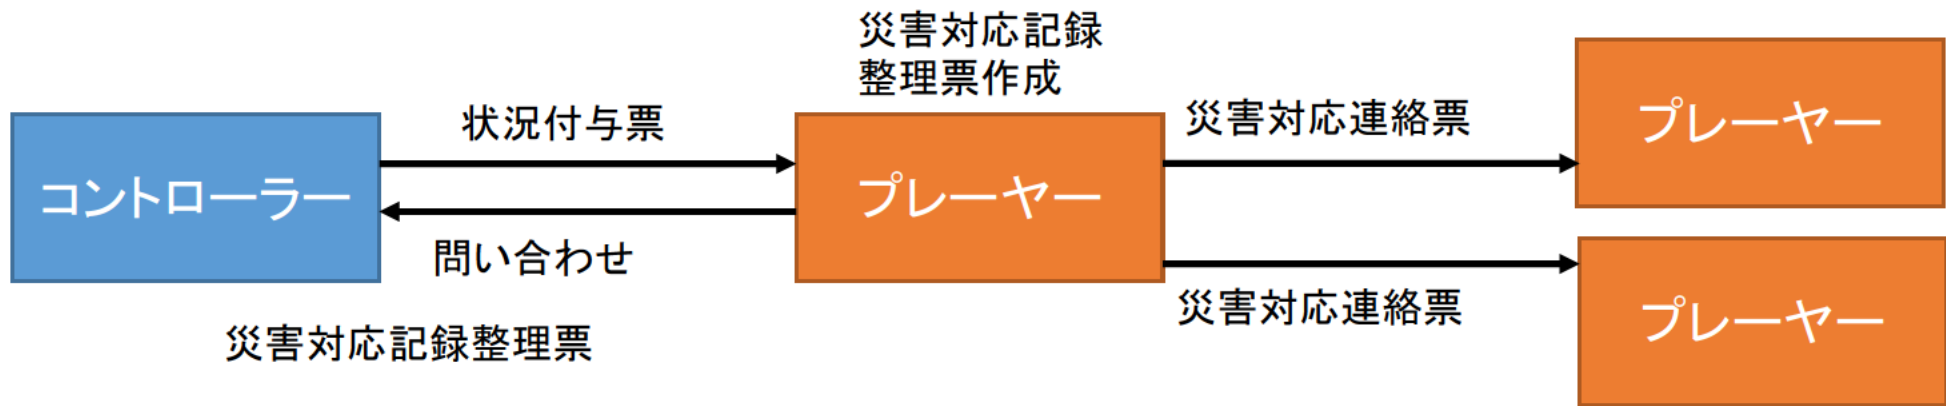 災害対応記録
整理票作成
状況付与票
災害対応連絡票
プレーヤー
コントローラー
プレーヤー
問い合わせ
災害対応連絡票
プレーヤー
災害対応記録整理票